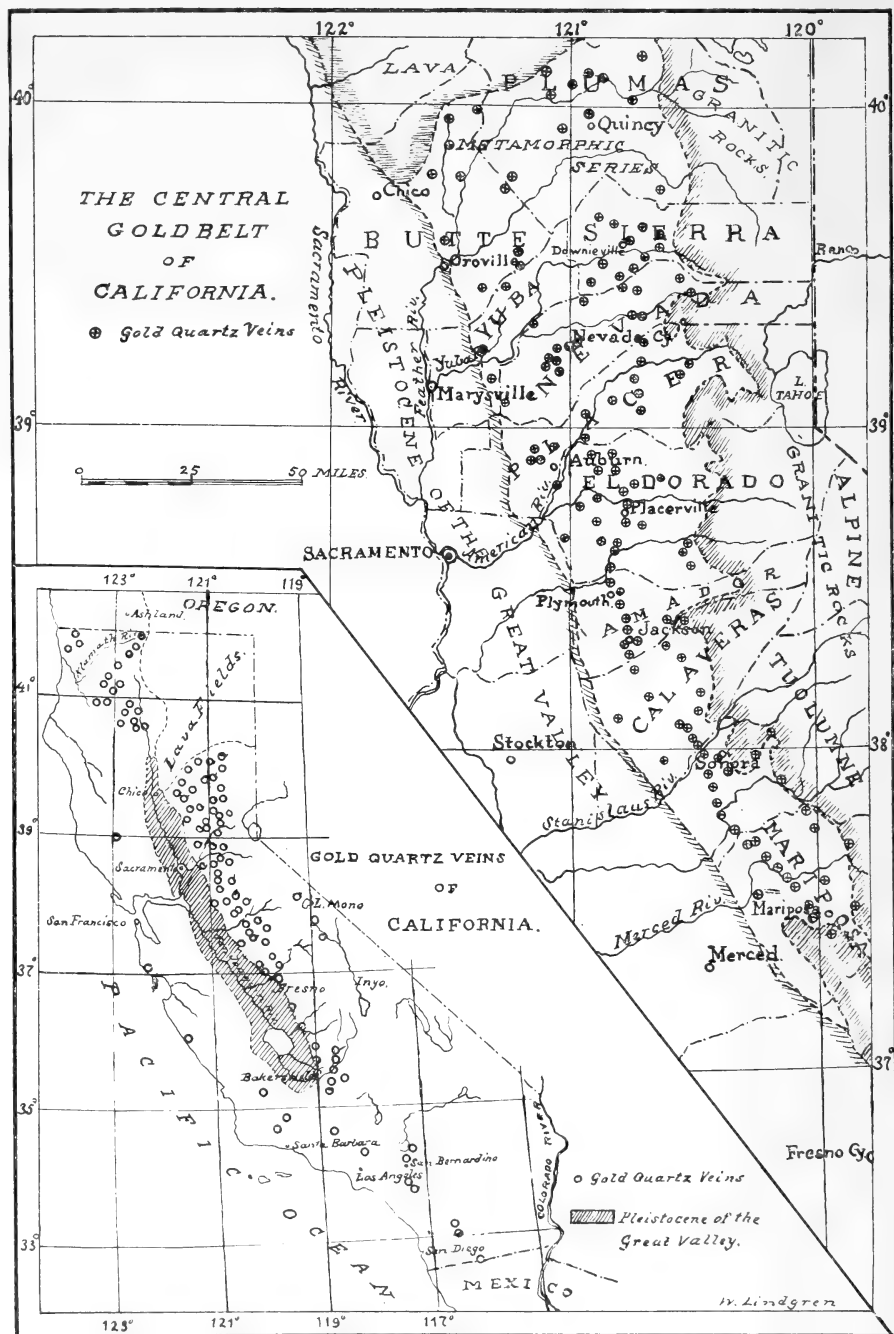 122°
121°
120°
LAVA
PLUMAS
40°
40°
GRANITIC
ROCKS.
Quincy
METAMORPHIC
SERIES
THE CENTRAL
GOLDBELT
OF
CALIFORNIA.
⊕ Gold Quartz Veins
Chico
Sacramento
River
BUTTE
SIERRA
Oroville
Downieville
Reno
PLEISTOCENE
OF THE
GREAT VALLEY
YUBA
NEVADA
Feather Riv.
Yuba
Nevada Cy.
Marysville
PLACER
L.
TAHOE
39°
39°
0 25 50 MILES.
Auburn
EL DORADO
American Riv.
Placerville
GRANITIC ROCKS
ALPINE
SACRAMENTO
Plymouth
AMADOR
Jackson
CALAVERAS
TUOLUMNE
38°
Stockton
Sonora
Stanislaus Riv.
MARIPOSA
Mariposa
Merced Riv.
Merced
37°
Fresno Cy.
123°
121°
119
OREGON.
Ashland
Klamath Riv.
41°
Lava Fields.
Chico
39°
Sacramento
San Francisco
GOLD QUARTZ VEINS
OF
CALIFORNIA.
L. Mono
37°
Fresno
Inyo.
Bakersfield
35°
Santa Barbara
San Bernardino
Los Angeles
COLORADO RIVER
○ Gold Quartz Veins
Pleistocene of the
Great Valley.
33°
San Diego
MEXICO
PACIFIC OCEAN
W. Lindgren
123°
121°
119°
117°